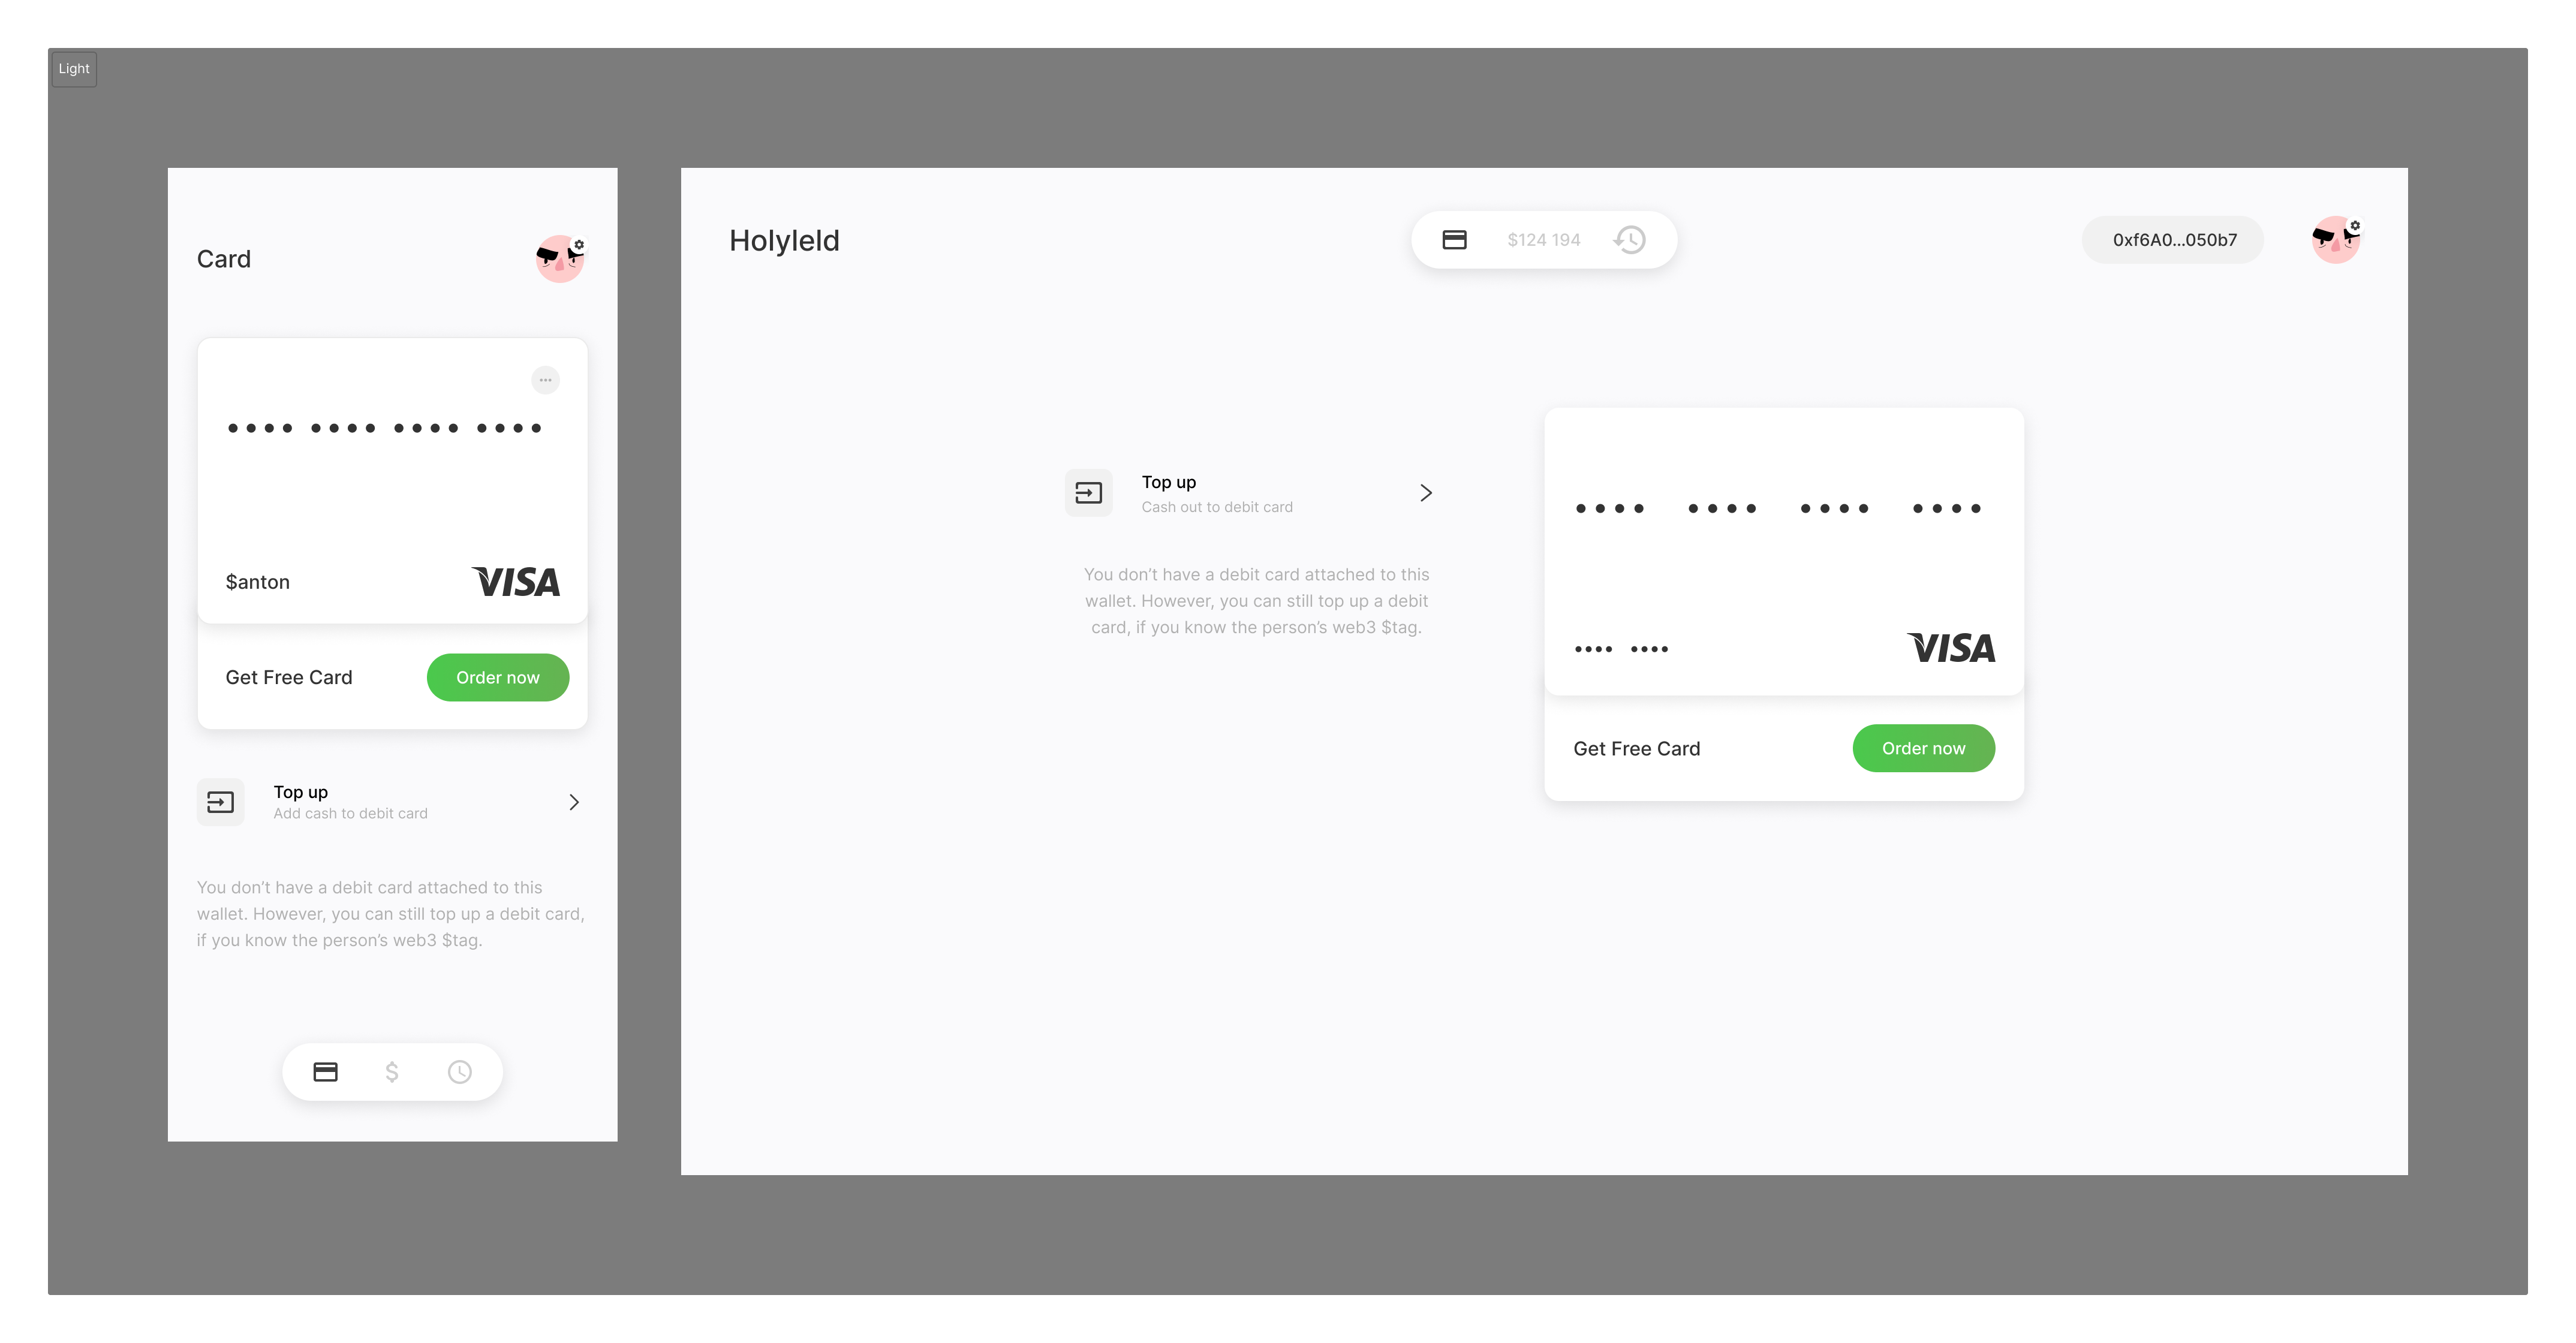 Light
Card
$anton
VISA
Get Free Card
Order now
Top up
Add cash to debit card
You don’t have a debit card attached to this
wallet. However, you can still top up a debit card,
if you know the person’s web3 $tag.
$
Holyleld
$124 194
0xf6A0...050b7
Top up
Cash out to debit card
You don’t have a debit card attached to this
wallet. However, you can still top up a debit
card, if you know the person’s web3 $tag.
VISA
Get Free Card
Order now